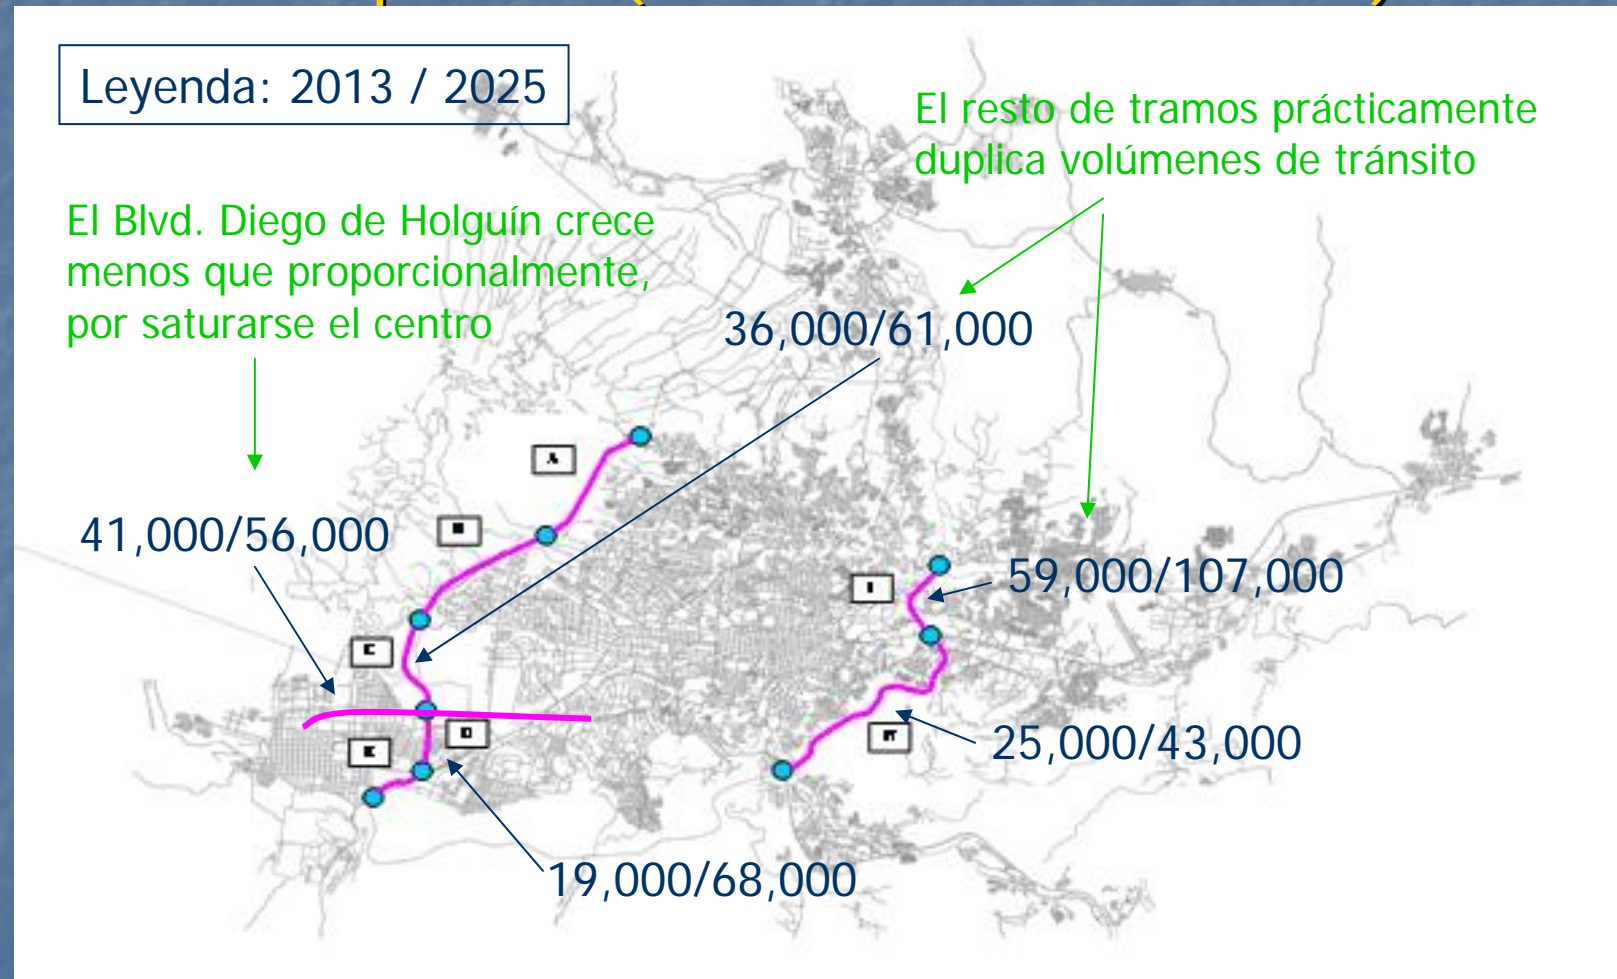 Leyenda: 2013 / 2025
El resto de tramos prácticamente
duplica volúmenes de tránsito
El Blvd. Diego de Holguín crece
menos que proporcionalmente,
por saturarse el centro
36,000/61,000
A
B
41,000/56,000
59,000/107,000
I
C
D
E
25,000/43,000
19,000/68,000